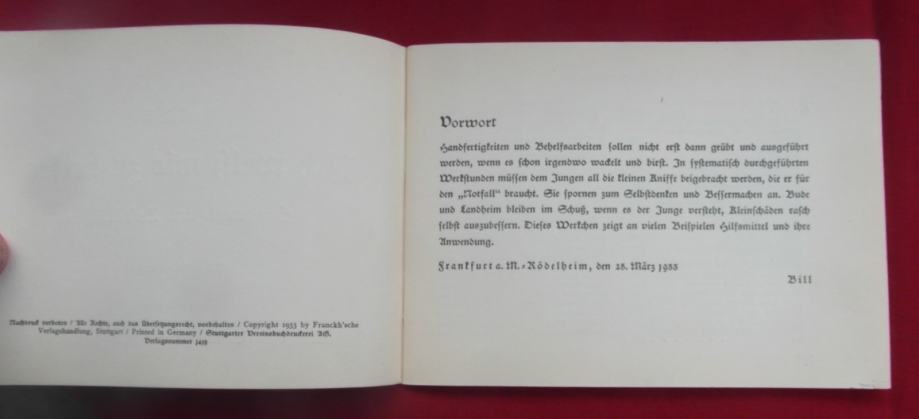 Nachdruck verboten / Alle Rechte, auch das Übersetzungsrecht, vorbehalten / Copyright 1933 by Franckh'sche
Verlagshandlung, Stuttgart / Printed in Germany / Stuttgarter Vereinsbuchdruckerei AG.
Verlagsnummer
Vorwort
Handfertigkeiten und Behelfsarbeiten sollen nicht erst dann geübt und ausgeführt
werden, wenn es schon irgendwo wackelt und birst. In systematisch durchgeführten
Werkstunden müssen dem Jungen all die kleinen Kniffe beigebracht werden, die er für
den „Notfall“ braucht. Sie spornen zum Selbstdenken und Bessermachen an. Bude
und Landheim bleiben im Schuß, wenn es der Junge versteht, Kleinschäden rasch
selbst auszubessern. Dieses Werkchen zeigt an vielen Beispielen Hilfsmittel und ihre
Anwendung.
Frankfurt a. M.-Rödelheim, den 28. März 1933
Bill